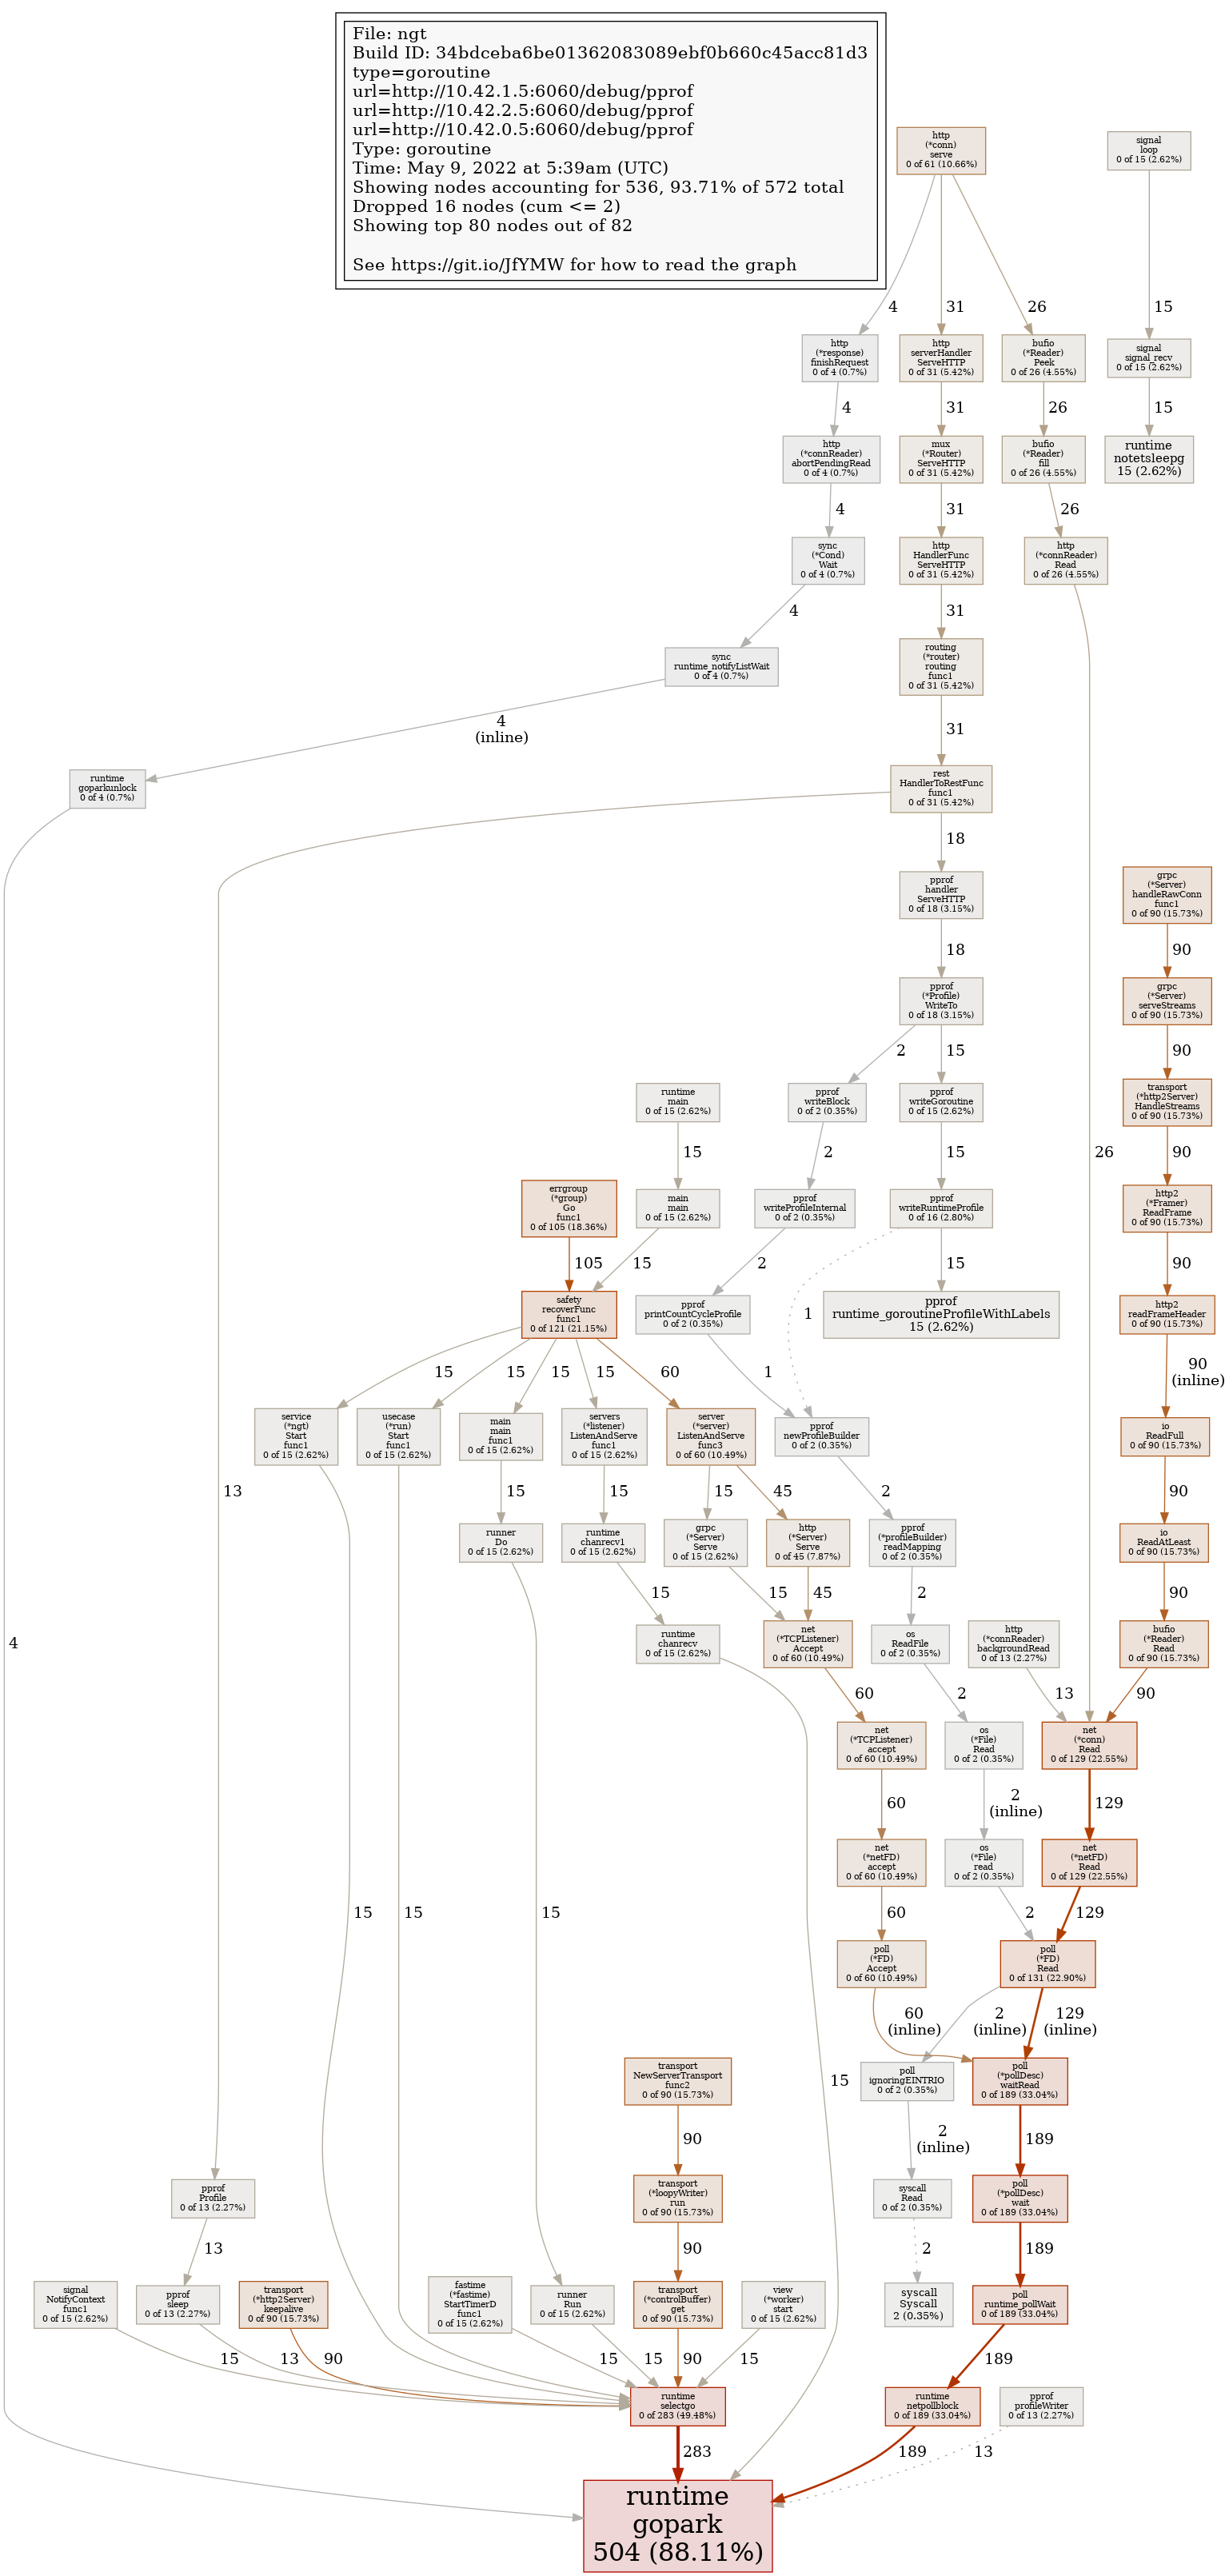 File: ngt
Build ID: 34bdceba6be01362083089ebf0b660c45acc81d3
type=goroutine
url=http://10.42.1.5:6060/debug/pprof
url=http://10.42.2.5:6060/debug/pprof
url=http://10.42.0.5:6060/debug/pprof
Type: goroutine
Time: May 9, 2022 at 5:39am (UTC)
Showing nodes accounting for 536, 93.71% of 572 total
Dropped 16 nodes (cum <= 2)
Showing top 80 nodes out of 82
See https://git.io/JfYMW for how to read the graph
http
(*conn)
serve
0 of 61 (10.66%)
signal
loop
0 of 15 (2.62%)
4
31
26
15
http
(*response)
finishRequest
0 of 4 (0.7%)
http
serverHandler
ServeHTTP
0 of 31 (5.42%)
bufio
(*Reader)
Peek
0 of 26 (4.55%)
signal
signal_recv
0 of 15 (2.62%)
4
31
26
15
http
(*connReader)
abortPendingRead
0 of 4 (0.7%)
mux
(*Router)
ServeHTTP
0 of 31 (5.42%)
bufio
(*Reader)
fill
0 of 26 (4.55%)
runtime
notetsleepg
15 (2.62%)
4
31
26
sync
(*Cond)
Wait
0 of 4 (0.7%)
http
HandlerFunc
ServeHTTP
0 of 31 (5.42%)
http
(*connReader)
Read
0 of 26 (4.55%)
4
31
sync
runtime_notifyListWait
0 of 4 (0.7%)
routing
(*router)
routing
func1
0 of 31 (5.42%)
4
(inline)
31
runtime
goparkunlock
0 of 4 (0.7%)
rest
HandlerToRestFunc
func1
0 of 31 (5.42%)
18
pprof
handler
ServeHTTP
0 of 18 (3.15%)
grpc
(*Server)
handleRawConn
func1
0 of 90 (15.73%)
18
90
pprof
(*Profile)
WriteTo
0 of 18 (3.15%)
grpc
(*Server)
serveStreams
0 of 90 (15.73%)
2
15
90
runtime
main
0 of 15 (2.62%)
pprof
writeBlock
0 of 2 (0.35%)
pprof
writeGoroutine
0 of 15 (2.62%)
transport
(*http2Server)
HandleStreams
0 of 90 (15.73%)
15
2
15
26
90
errgroup
(*group)
Go
func1
0 of 105 (18.36%)
main
main
0 of 15 (2.62%)
pprof
writeProfileInternal
0 of 2 (0.35%)
pprof
writeRuntimeProfile
0 of 16 (2.80%)
http2
(*Framer)
ReadFrame
0 of 90 (15.73%)
105
15
2
15
90
safety
recoverFunc
func1
0 of 121 (21.15%)
pprof
printCountCycleProfile
0 of 2 (0.35%)
1
pprof
runtime_goroutineProfileWithLabels
15 (2.62%)
http2
readFrameHeader
0 of 90 (15.73%)
15
15
15
15
60
1
90
(inline)
service
(*ngt)
Start
func1
0 of 15 (2.62%)
usecase
(*run)
Start
func1
0 of 15 (2.62%)
main
main
func1
0 of 15 (2.62%)
servers
(*listener)
ListenAndServe
func1
0 of 15 (2.62%)
server
(*server)
ListenAndServe
func3
0 of 60 (10.49%)
pprof
newProfileBuilder
0 of 2 (0.35%)
io
ReadFull
0 of 90 (15.73%)
13
15
15
15
45
2
90
runner
Do
0 of 15 (2.62%)
runtime
chanrecv1
0 of 15 (2.62%)
grpc
(*Server)
Serve
0 of 15 (2.62%)
http
(*Server)
Serve
0 of 45 (7.87%)
pprof
(*profileBuilder)
readMapping
0 of 2 (0.35%)
io
ReadAtLeast
0 of 90 (15.73%)
15
15
45
2
90
runtime
chanrecv
0 of 15 (2.62%)
net
(*TCPListener)
Accept
0 of 60 (10.49%)
os
ReadFile
0 of 2 (0.35%)
http
(*connReader)
backgroundRead
0 of 13 (2.27%)
bufio
(*Reader)
Read
0 of 90 (15.73%)
4
60
2
13
90
net
(*TCPListener)
accept
0 of 60 (10.49%)
os
(*File)
Read
0 of 2 (0.35%)
net
(*conn)
Read
0 of 129 (22.55%)
60
2
(inline)
129
net
(*netFD)
accept
0 of 60 (10.49%)
os
(*File)
read
0 of 2 (0.35%)
net
(*netFD)
Read
0 of 129 (22.55%)
15
15
15
60
2
129
poll
(*FD)
Accept
0 of 60 (10.49%)
poll
(*FD)
Read
0 of 131 (22.90%)
60
(inline)
2
(inline)
129
(inline)
transport
NewServerTransport
func2
0 of 90 (15.73%)
15
poll
ignoringEINTRIO
0 of 2 (0.35%)
poll
(*pollDesc)
waitRead
0 of 189 (33.04%)
90
2
(inline)
189
pprof
Profile
0 of 13 (2.27%)
transport
(*loopyWriter)
run
0 of 90 (15.73%)
syscall
Read
0 of 2 (0.35%)
poll
(*pollDesc)
wait
0 of 189 (33.04%)
13
90
2
189
signal
NotifyContext
func1
0 of 15 (2.62%)
pprof
sleep
0 of 13 (2.27%)
transport
(*http2Server)
keepalive
0 of 90 (15.73%)
fastime
(*fastime)
StartTimerD
func1
0 of 15 (2.62%)
runner
Run
0 of 15 (2.62%)
transport
(*controlBuffer)
get
0 of 90 (15.73%)
view
(*worker)
start
0 of 15 (2.62%)
syscall
Syscall
2 (0.35%)
poll
runtime_pollWait
0 of 189 (33.04%)
15
13
90
15
15
90
15
189
runtime
selectgo
0 of 283 (49.48%)
runtime
netpollblock
0 of 189 (33.04%)
pprof
profileWriter
0 of 13 (2.27%)
283
189
13
runtime
gopark
504 (88.11%)